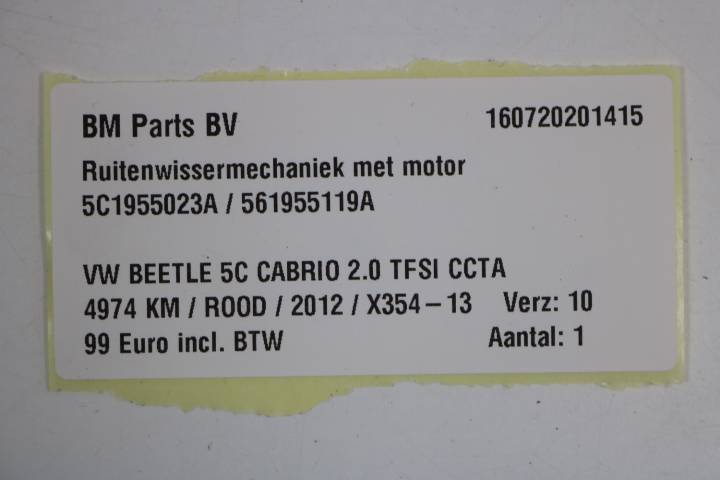 BM Parts BV 160720201415
Ruitenwissermechaniek met motor
5C1955023A / 561955119A
VW BEETLE 5C CABRIO 2.0 TFSI CCTA
4974 KM / ROOD / 2012 / X354-13 Verz: 10
99 Euro incl. BTW Aantal: 1